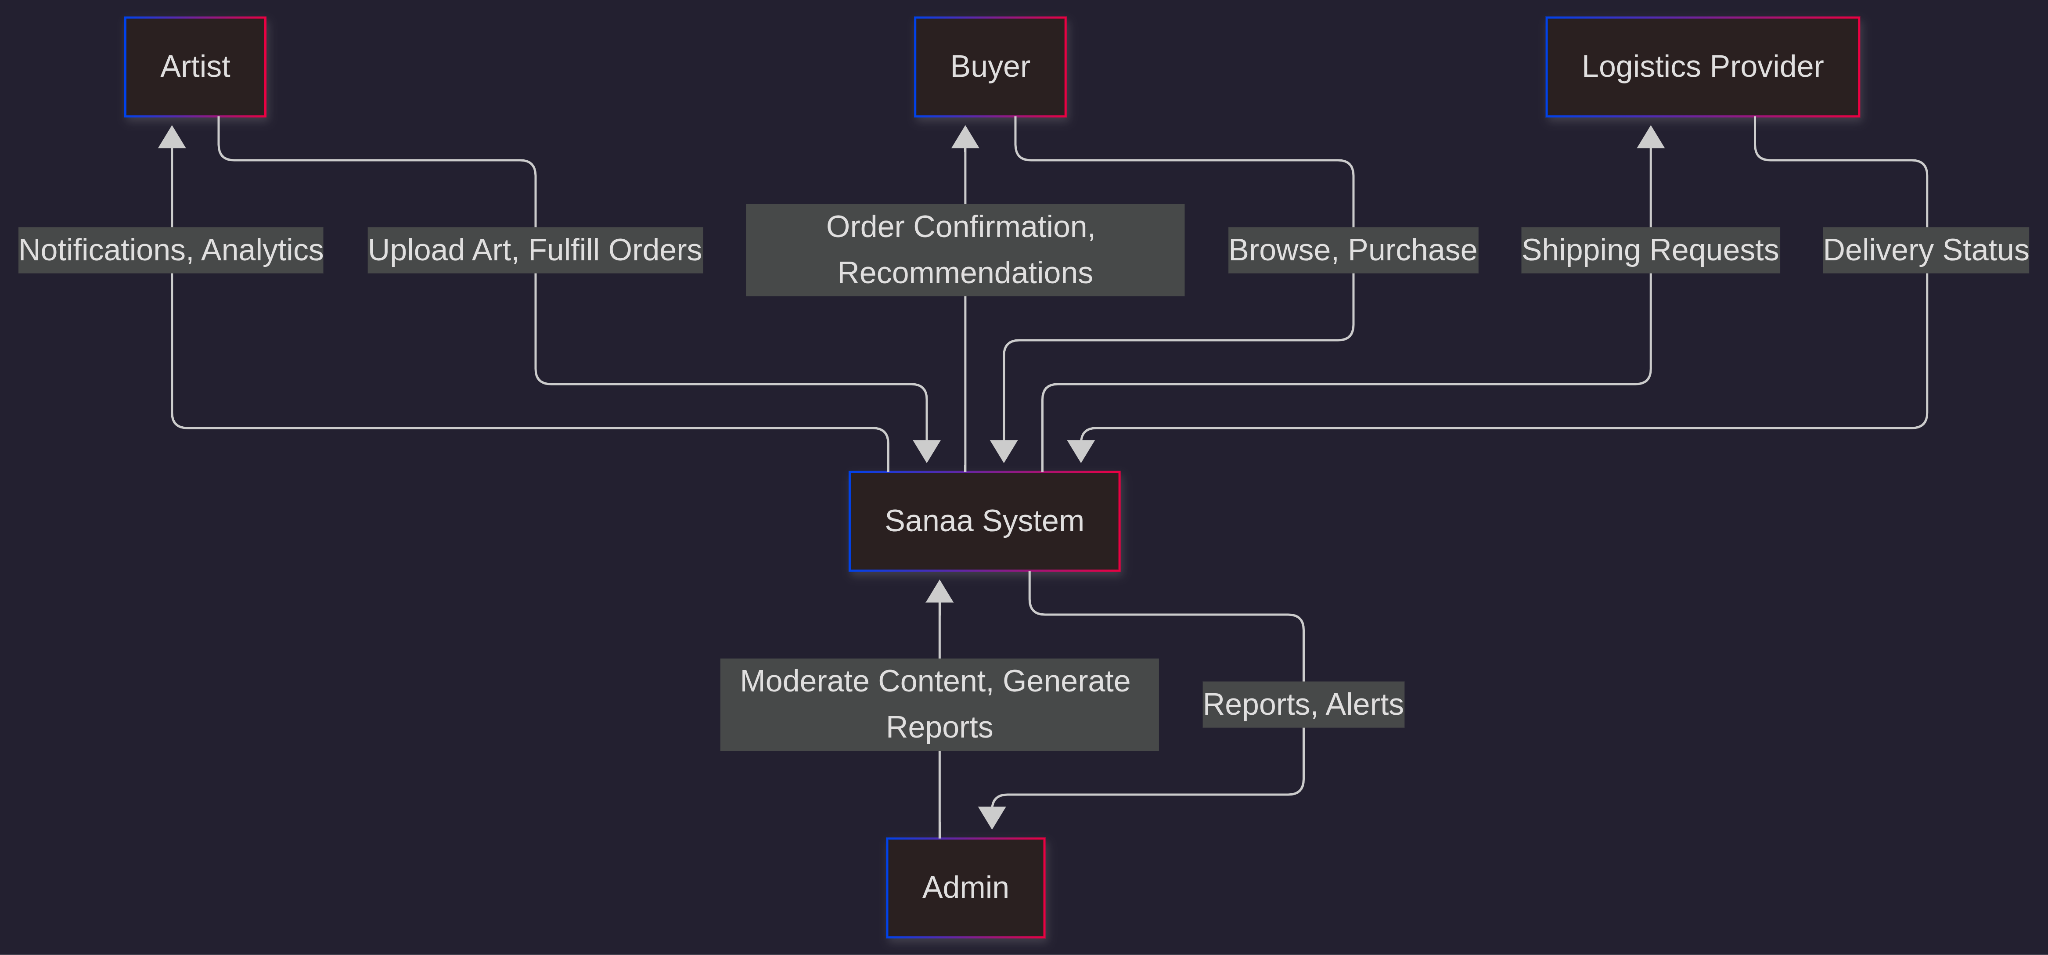 Artist
Buyer
Logistics Provider
Notifications, Analytics
Upload Art, Fulfill Orders
Order Confirmation,
Recommendations
Browse, Purchase
Shipping Requests
Delivery Status
Sanaa System
Moderate Content, Generate
Reports
Reports, Alerts
Admin